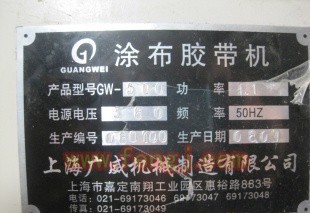 GUANGWEI
涂布胶带机
产品型号GW- 功 率
电源电压 380 频 率 50HZ
生产编号 生产日期
上海广威机械制造有限公司
上海市嘉定南翔工业园区惠裕路863号
电话:021-69173046
传真:021-69173049